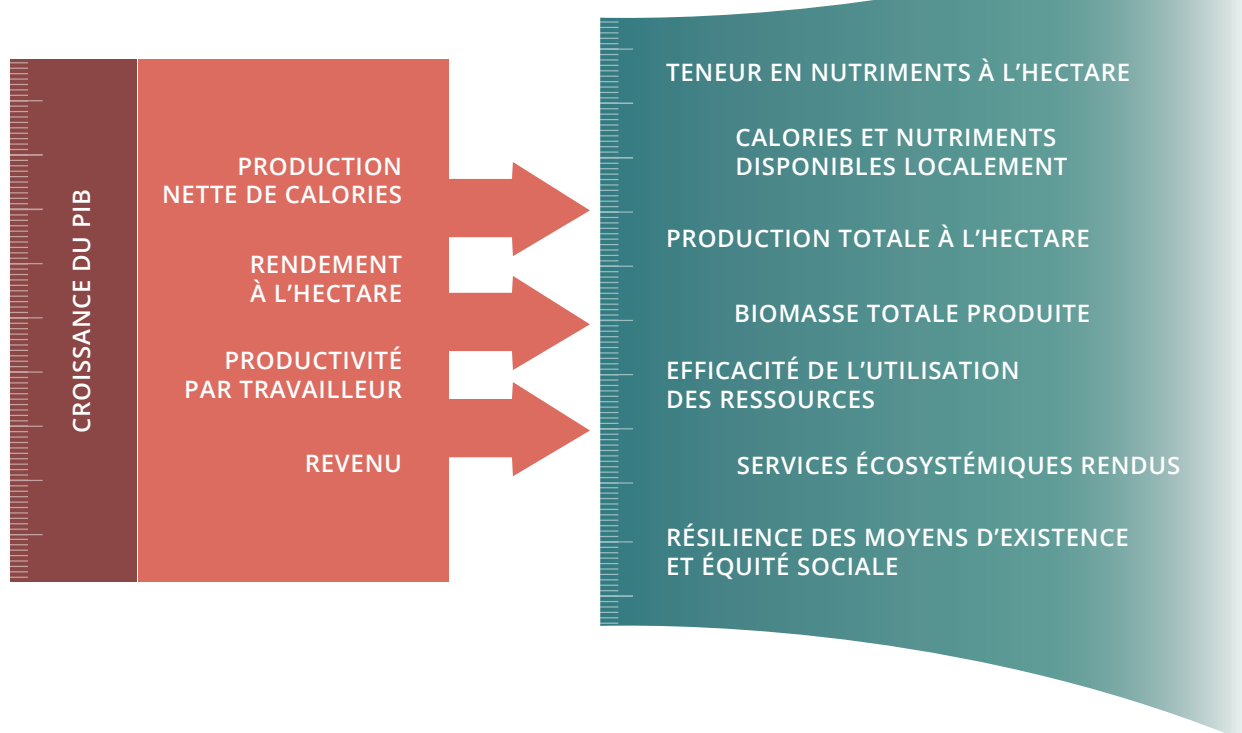 CROISSANCE DU PIB
PRODUCTION
NETTE DE CALORIES
RENDEMENT
À L’HECTARE
PRODUCTIVITÉ
PAR TRAVAILLEUR
REVENU
TENEUR EN NUTRIMENTS À L’HECTARE
CALORIES ET NUTRIMENTS
DISPONIBLES LOCALEMENT
PRODUCTION TOTALE À L’HECTARE
BIOMASSE TOTALE PRODUITE
EFFICACITÉ DE L’UTILISATION
DES RESSOURCES
SERVICES ÉCOSYSTÉMIQUES RENDUS
RÉSILIENCE DES MOYENS D’EXISTENCE
ET ÉQUITÉ SOCIALE